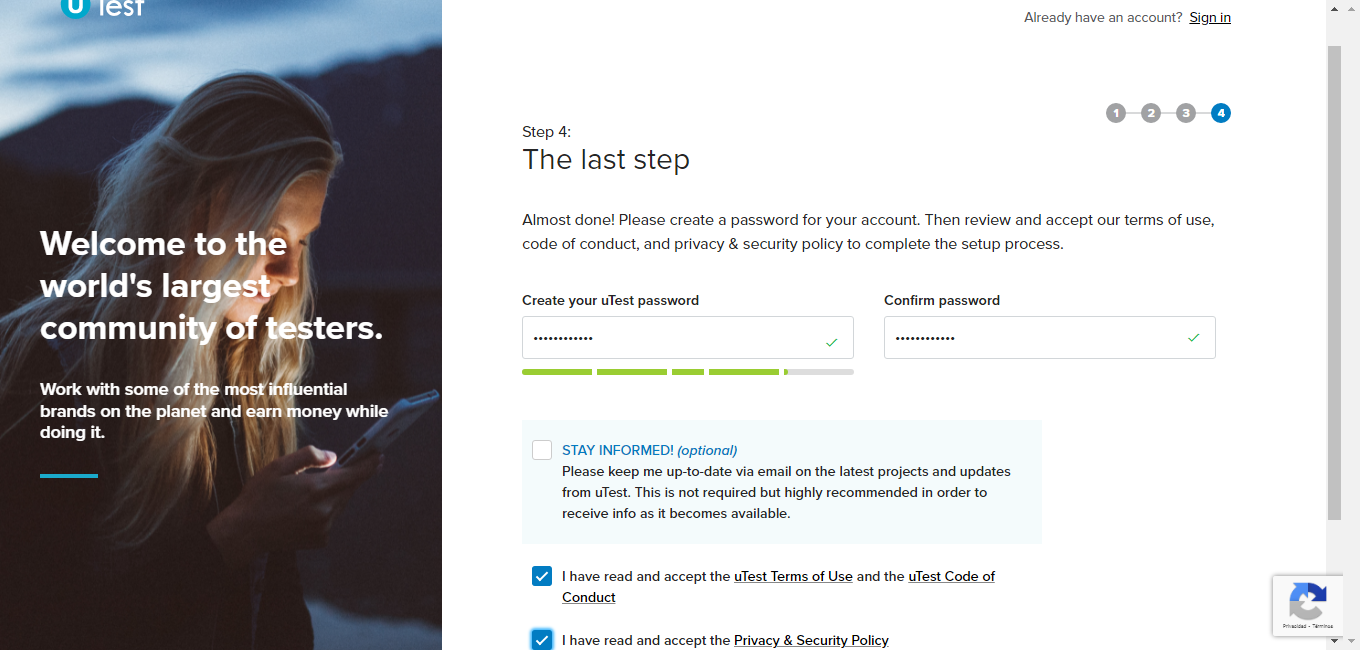 uTest
Already have an account? Sign in
1 2 3 4
Step 4:
The last step
Almost done! Please create a password for your account. Then review and accept our terms of use,
code of conduct, and privacy & security policy to complete the setup process.
Welcome to the
world's largest
community of testers.
Work with some of the most influential
brands on the planet and earn money while
doing it.
Create your uTest password
Confirm password
••••••••••••
••••••••••••
STAY INFORMED! (optional)
Please keep me up-to-date via email on the latest projects and updates
from uTest. This is not required but highly recommended in order to
receive info as it becomes available.
I have read and accept the uTest Terms of Use and the uTest Code of
Conduct
I have read and accept the Privacy & Security Policy
Privacidad - Términos